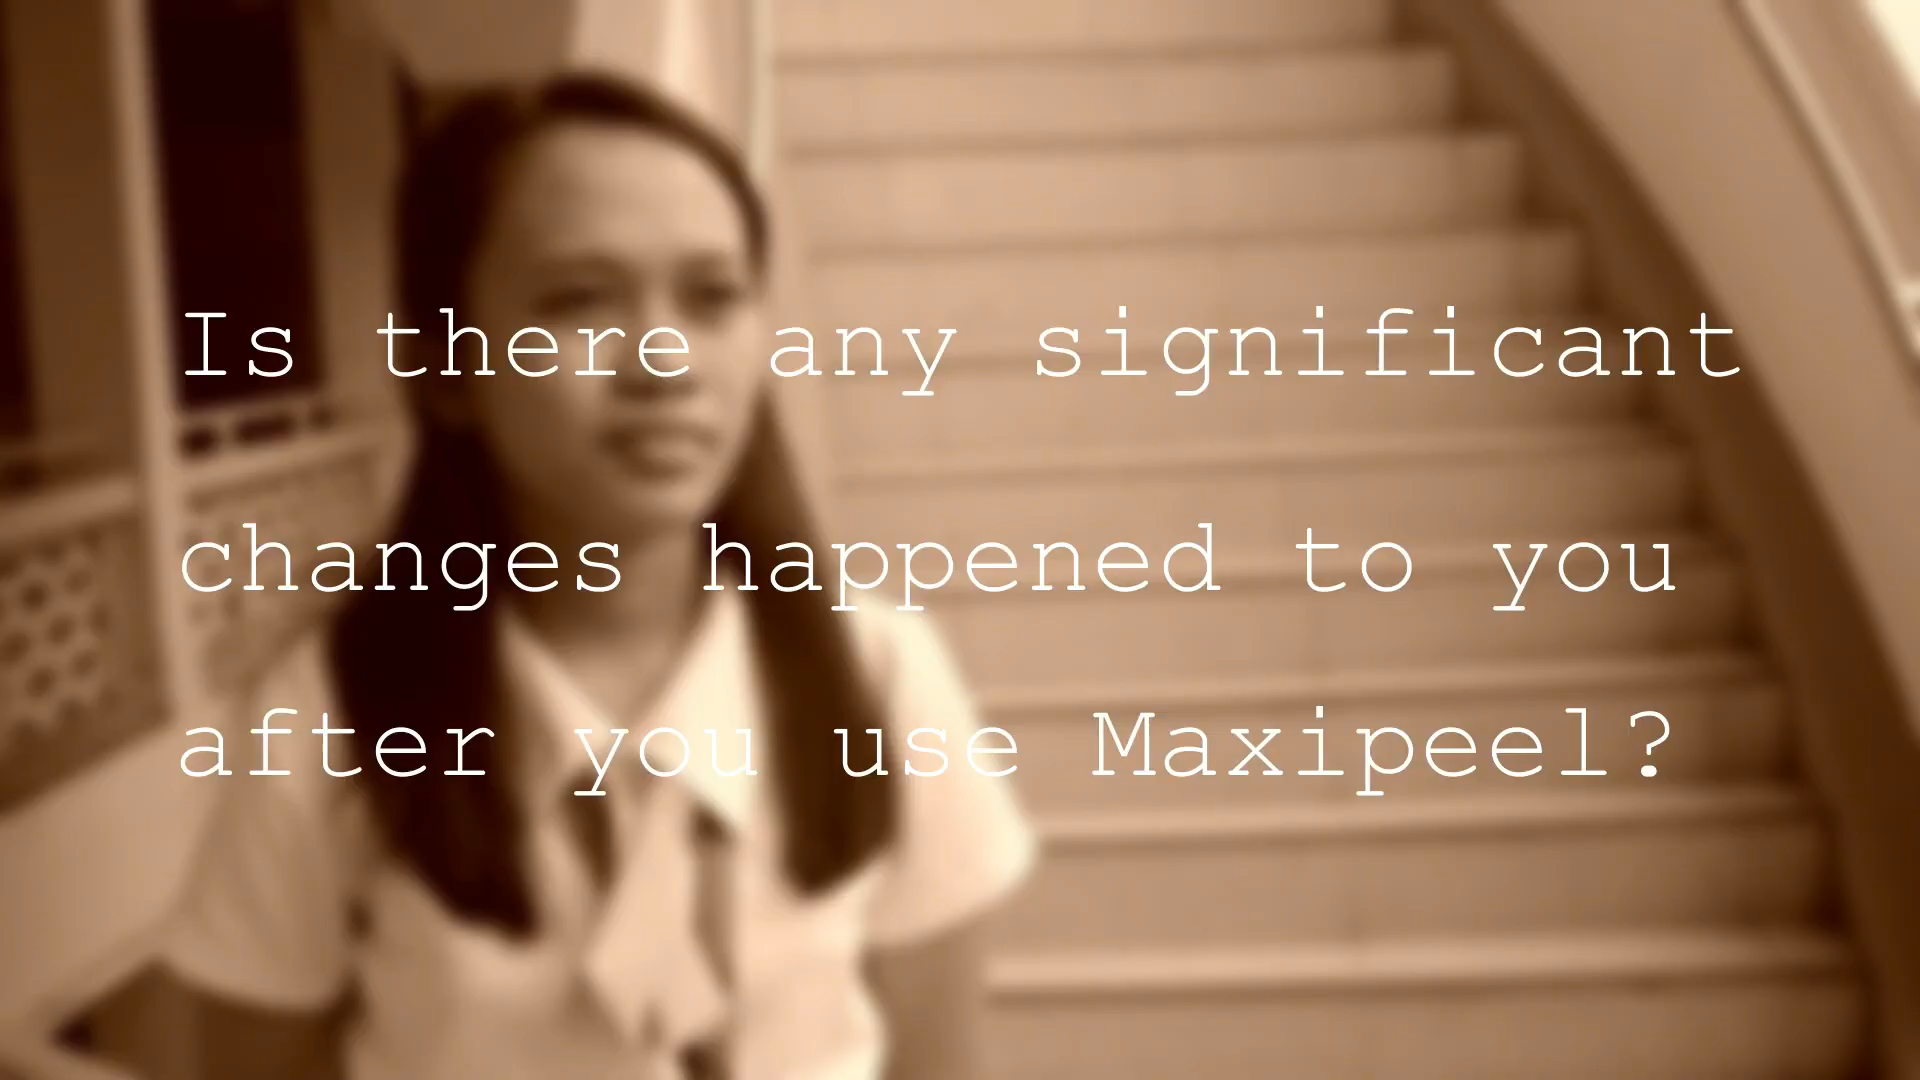 Is there any significant
changes happened to you
after you use Maxipeel?